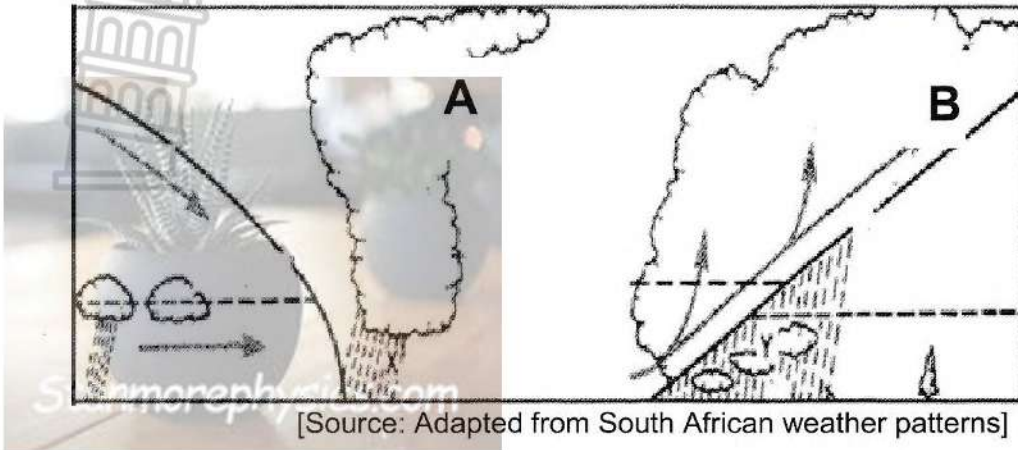 A
B
X
Y
Stanmorephysics.com
[Source: Adapted from South African weather patterns]